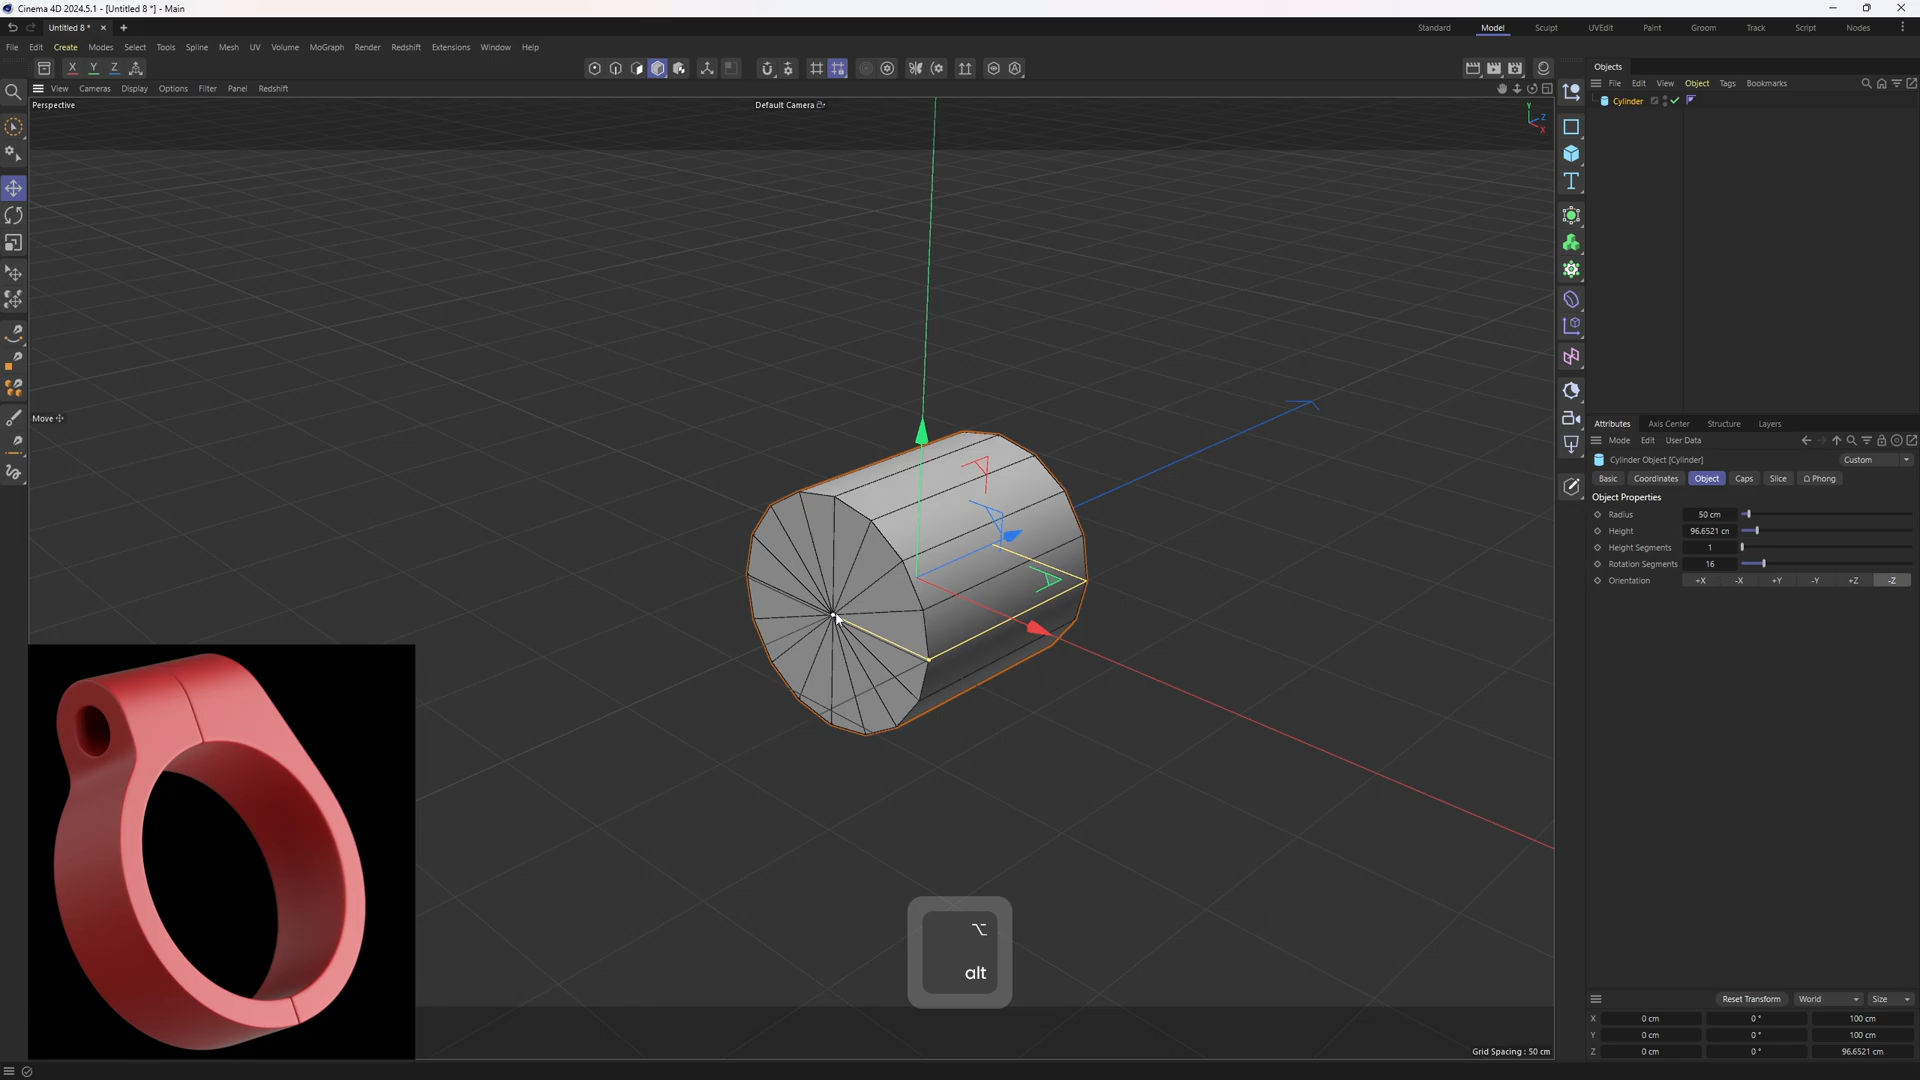 Cinema 4D 2024.5.1 - [Untitled 8 *] - Main
Untitled 8 *
Standard Model Sculpt UVEdit Paint Groom Track Script Nodes
File Edit Create Modes Select Tools Spline Mesh UV Volume MoGraph Render Redshift Extensions Window Help
X Y Z
View Cameras Display Options Filter Panel Redshift
Perspective
Default Camera
Y
Z
X
Move
alt
Grid Spacing : 50 cm
Objects
File Edit View Object Tags Bookmarks
Cylinder
Attributes Axis Center Structure Layers
Mode Edit User Data
Cylinder Object [Cylinder]
Custom
Basic Coordinates Object Caps Slice Phong
Object Properties
Radius 50 cm
Height 96.6521 cn
Height Segments 1
Rotation Segments 16
Orientation +X -X +Y -Y +Z -Z
Reset Transform World Size
X 0 cm 0 ° 100 cm
Y 0 cm 0 ° 100 cm
Z 0 cm 0 ° 96.6521 cm